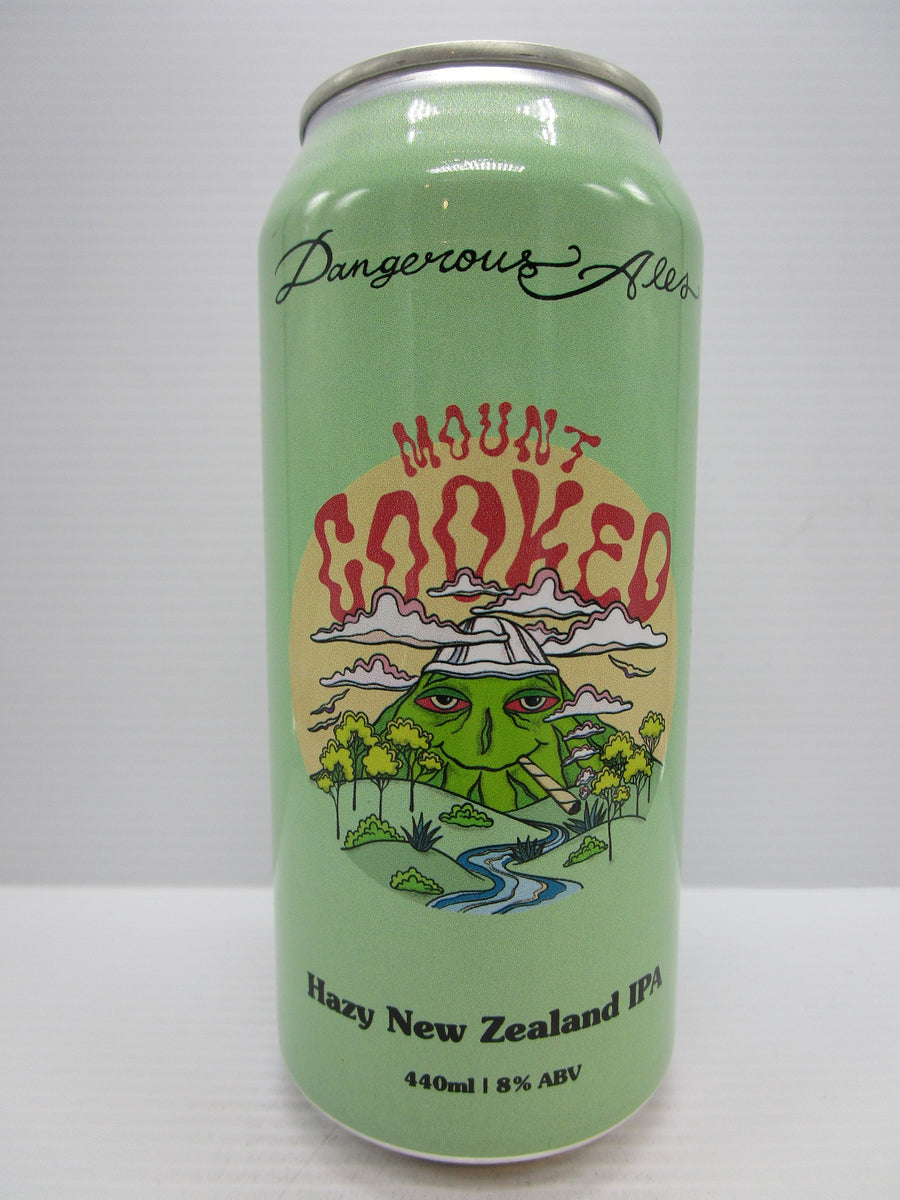 Dangerous Ales
MOUNT
COOKED
Hazy New Zealand IPA
440ml | 8% ABV